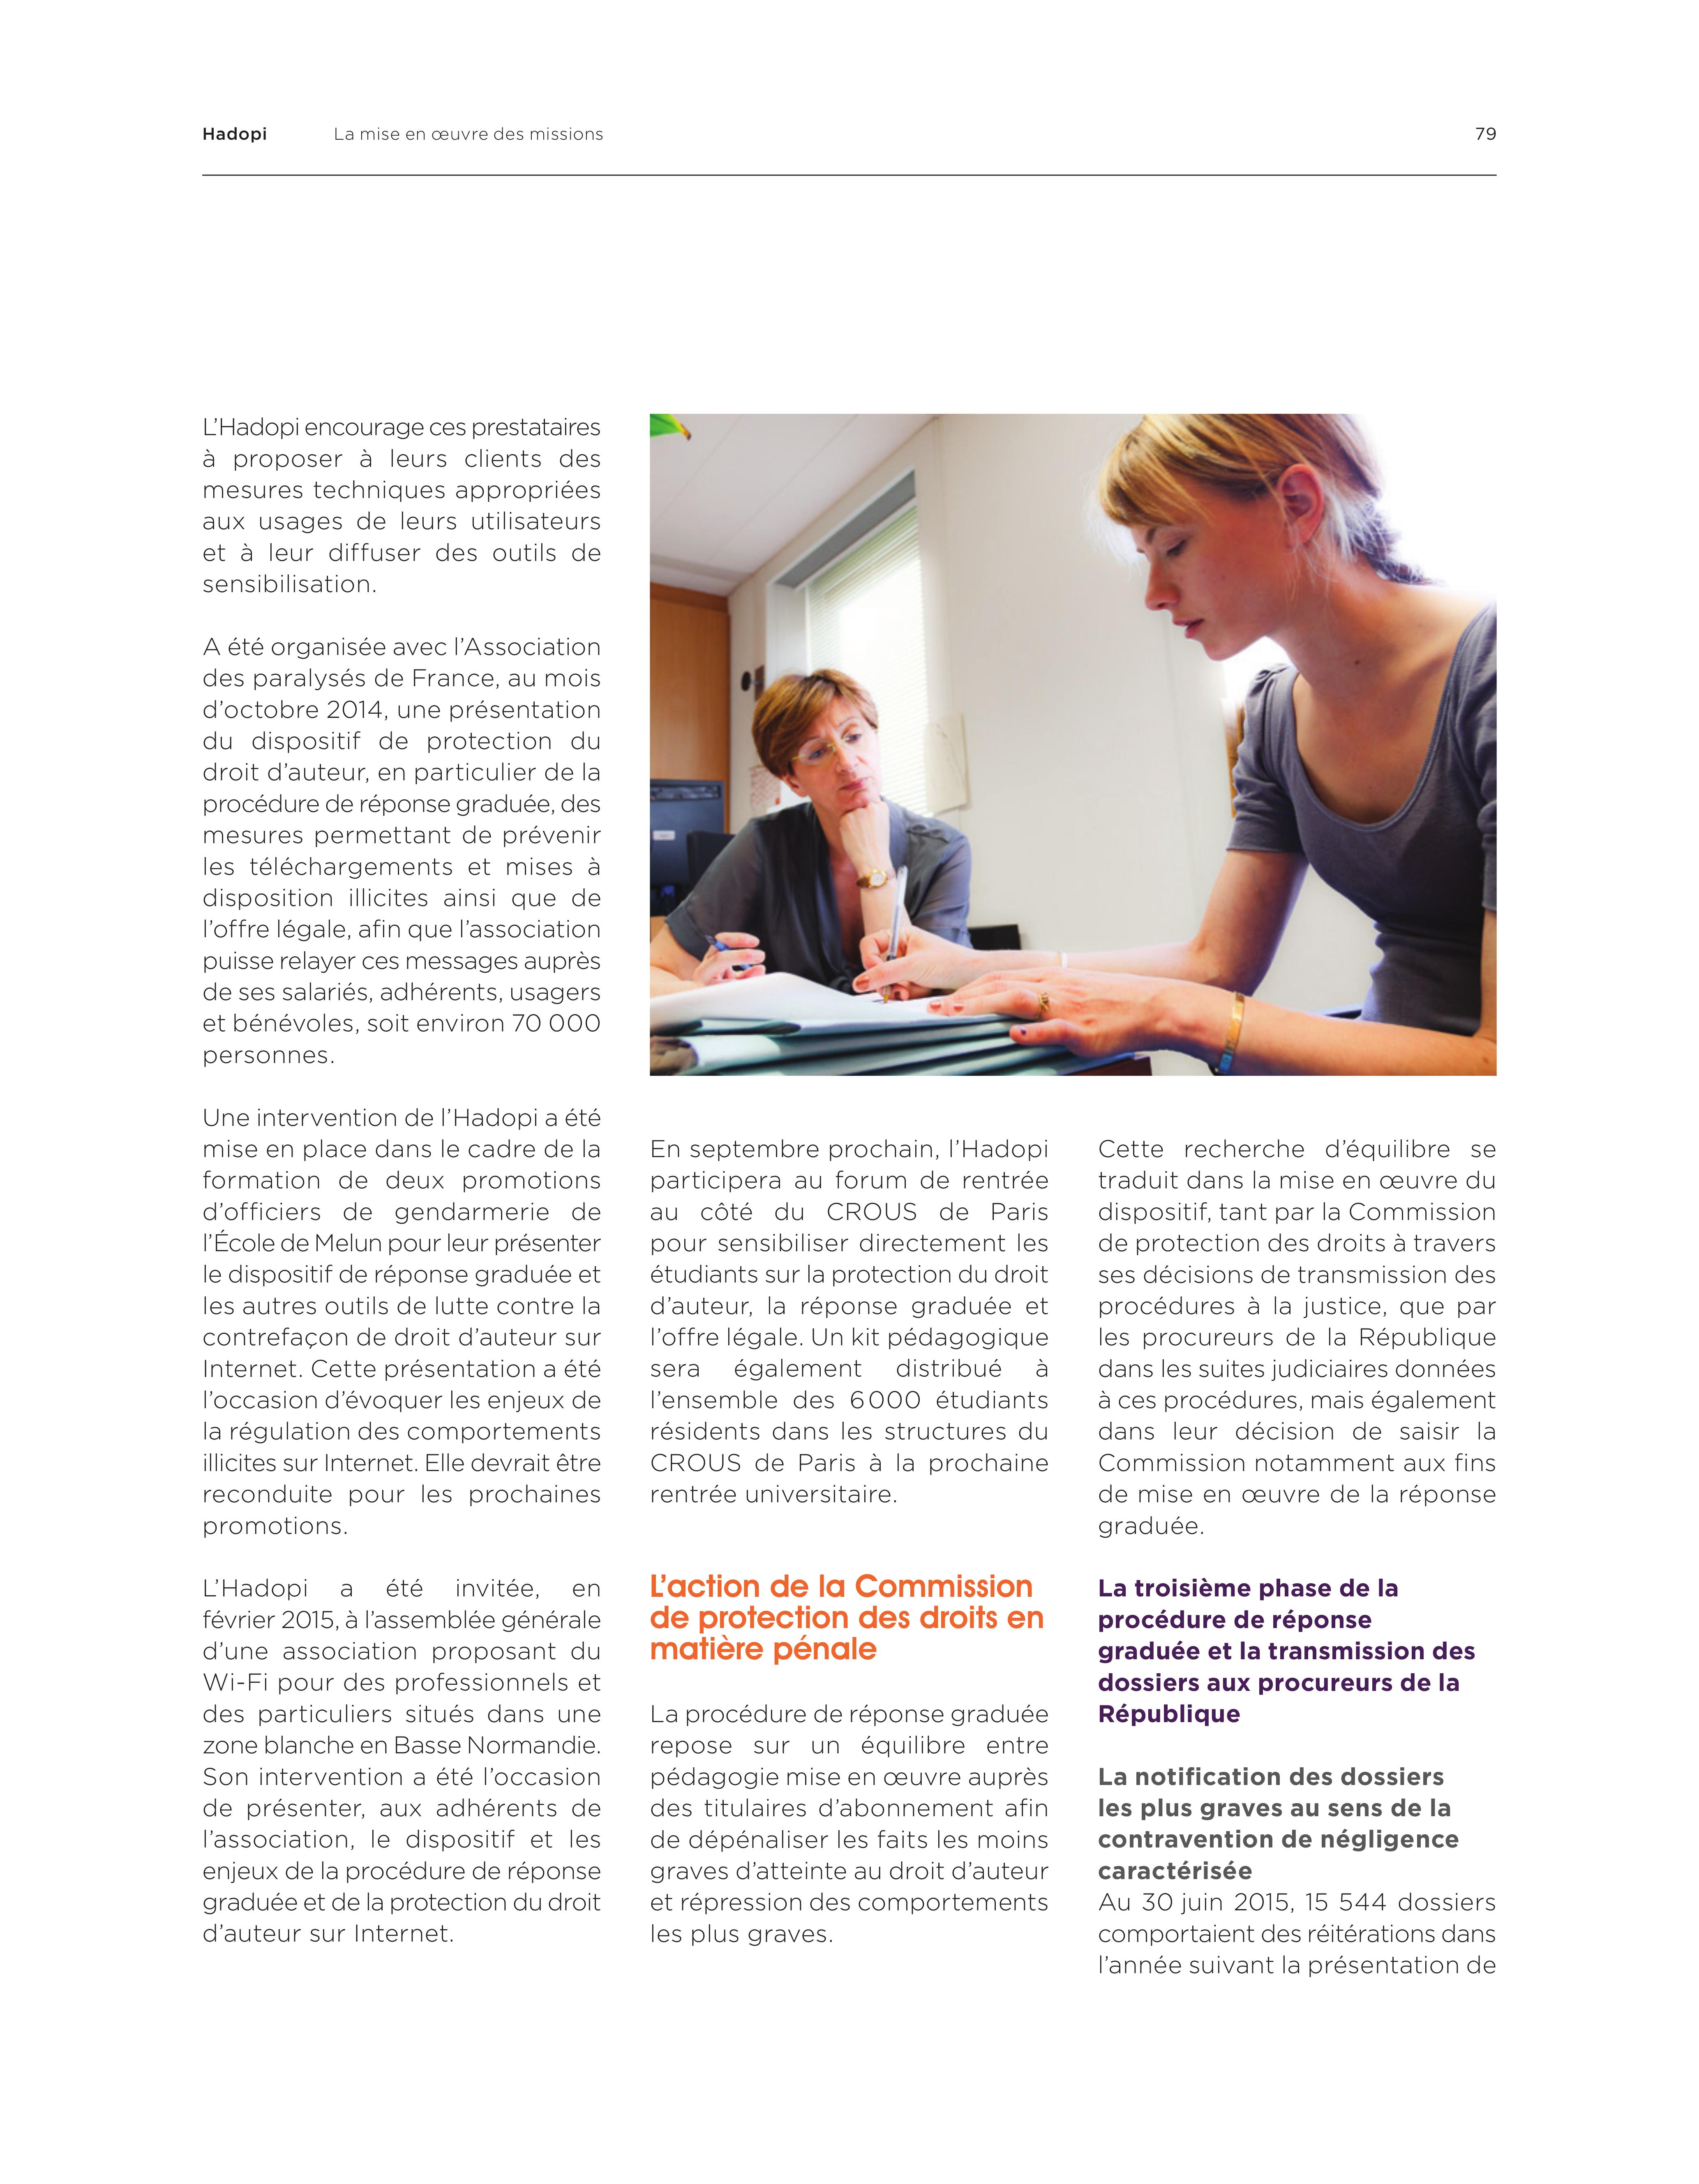 Hadopi La mise en œuvre des missions 79
L’Hadopi encourage ces prestataires
à proposer à leurs clients des
mesures techniques appropriées
aux usages de leurs utilisateurs
et à leur diffuser des outils de
sensibilisation.
A été organisée avec l’Association
des paralysés de France, au mois
d’octobre 2014, une présentation
du dispositif de protection du
droit d’auteur, en particulier de la
procédure de réponse graduée, des
mesures permettant de prévenir
les téléchargements et mises à
disposition illicites ainsi que de
l’offre légale, afin que l’association
puisse relayer ces messages auprès
de ses salariés, adhérents, usagers
et bénévoles, soit environ 70 000
personnes.
Une intervention de l’Hadopi a été
mise en place dans le cadre de la
formation de deux promotions
d’officiers de gendarmerie de
l’École de Melun pour leur présenter
le dispositif de réponse graduée et
les autres outils de lutte contre la
contrefaçon de droit d’auteur sur
Internet. Cette présentation a été
l’occasion d’évoquer les enjeux de
la régulation des comportements
illicites sur Internet. Elle devrait être
reconduite pour les prochaines
promotions.
L’Hadopi a été invitée, en
février 2015, à l’assemblée générale
d’une association proposant du
Wi-Fi pour des professionnels et
des particuliers situés dans une
zone blanche en Basse Normandie.
Son intervention a été l’occasion
de présenter, aux adhérents de
l’association, le dispositif et les
enjeux de la procédure de réponse
graduée et de la protection du droit
d’auteur sur Internet.
En septembre prochain, l’Hadopi
participera au forum de rentrée
au côté du CROUS de Paris
pour sensibiliser directement les
étudiants sur la protection du droit
d’auteur, la réponse graduée et
l’offre légale. Un kit pédagogique
sera également distribué à
l’ensemble des 6 000 étudiants
résidents dans les structures du
CROUS de Paris à la prochaine
rentrée universitaire.
L’action de la Commission
de protection des droits en
matière pénale
La procédure de réponse graduée
repose sur un équilibre entre
pédagogie mise en œuvre auprès
des titulaires d’abonnement afin
de dépénaliser les faits les moins
graves d’atteinte au droit d’auteur
et répression des comportements
les plus graves.
Cette recherche d’équilibre se
traduit dans la mise en œuvre du
dispositif, tant par la Commission
de protection des droits à travers
ses décisions de transmission des
procédures à la justice, que par
les procureurs de la République
dans les suites judiciaires données
à ces procédures, mais également
dans leur décision de saisir la
Commission notamment aux fins
de mise en œuvre de la réponse
graduée.
La troisième phase de la
procédure de réponse
graduée et la transmission des
dossiers aux procureurs de la
République
La notification des dossiers
les plus graves au sens de la
contravention de négligence
caractérisée
Au 30 juin 2015, 15 544 dossiers
comportaient des réitérations dans
l’année suivant la présentation de